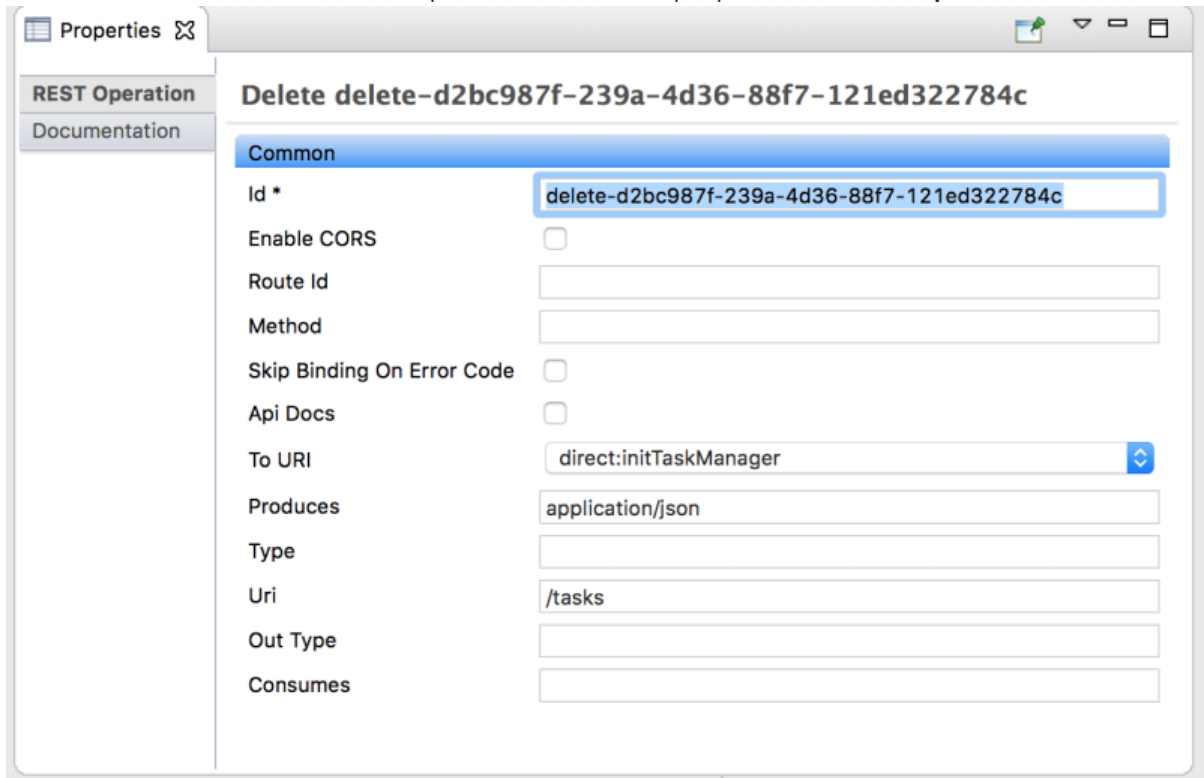 Properties
REST Operation
Documentation
Delete delete-d2bc987f-239a-4d36-88f7-121ed322784c
Common
Id * delete-d2bc987f-239a-4d36-88f7-121ed322784c
Enable CORS
Route Id
Method
Skip Binding On Error Code
Api Docs
To URI direct:initTaskManager
Produces application/json
Type
Uri /tasks
Out Type
Consumes